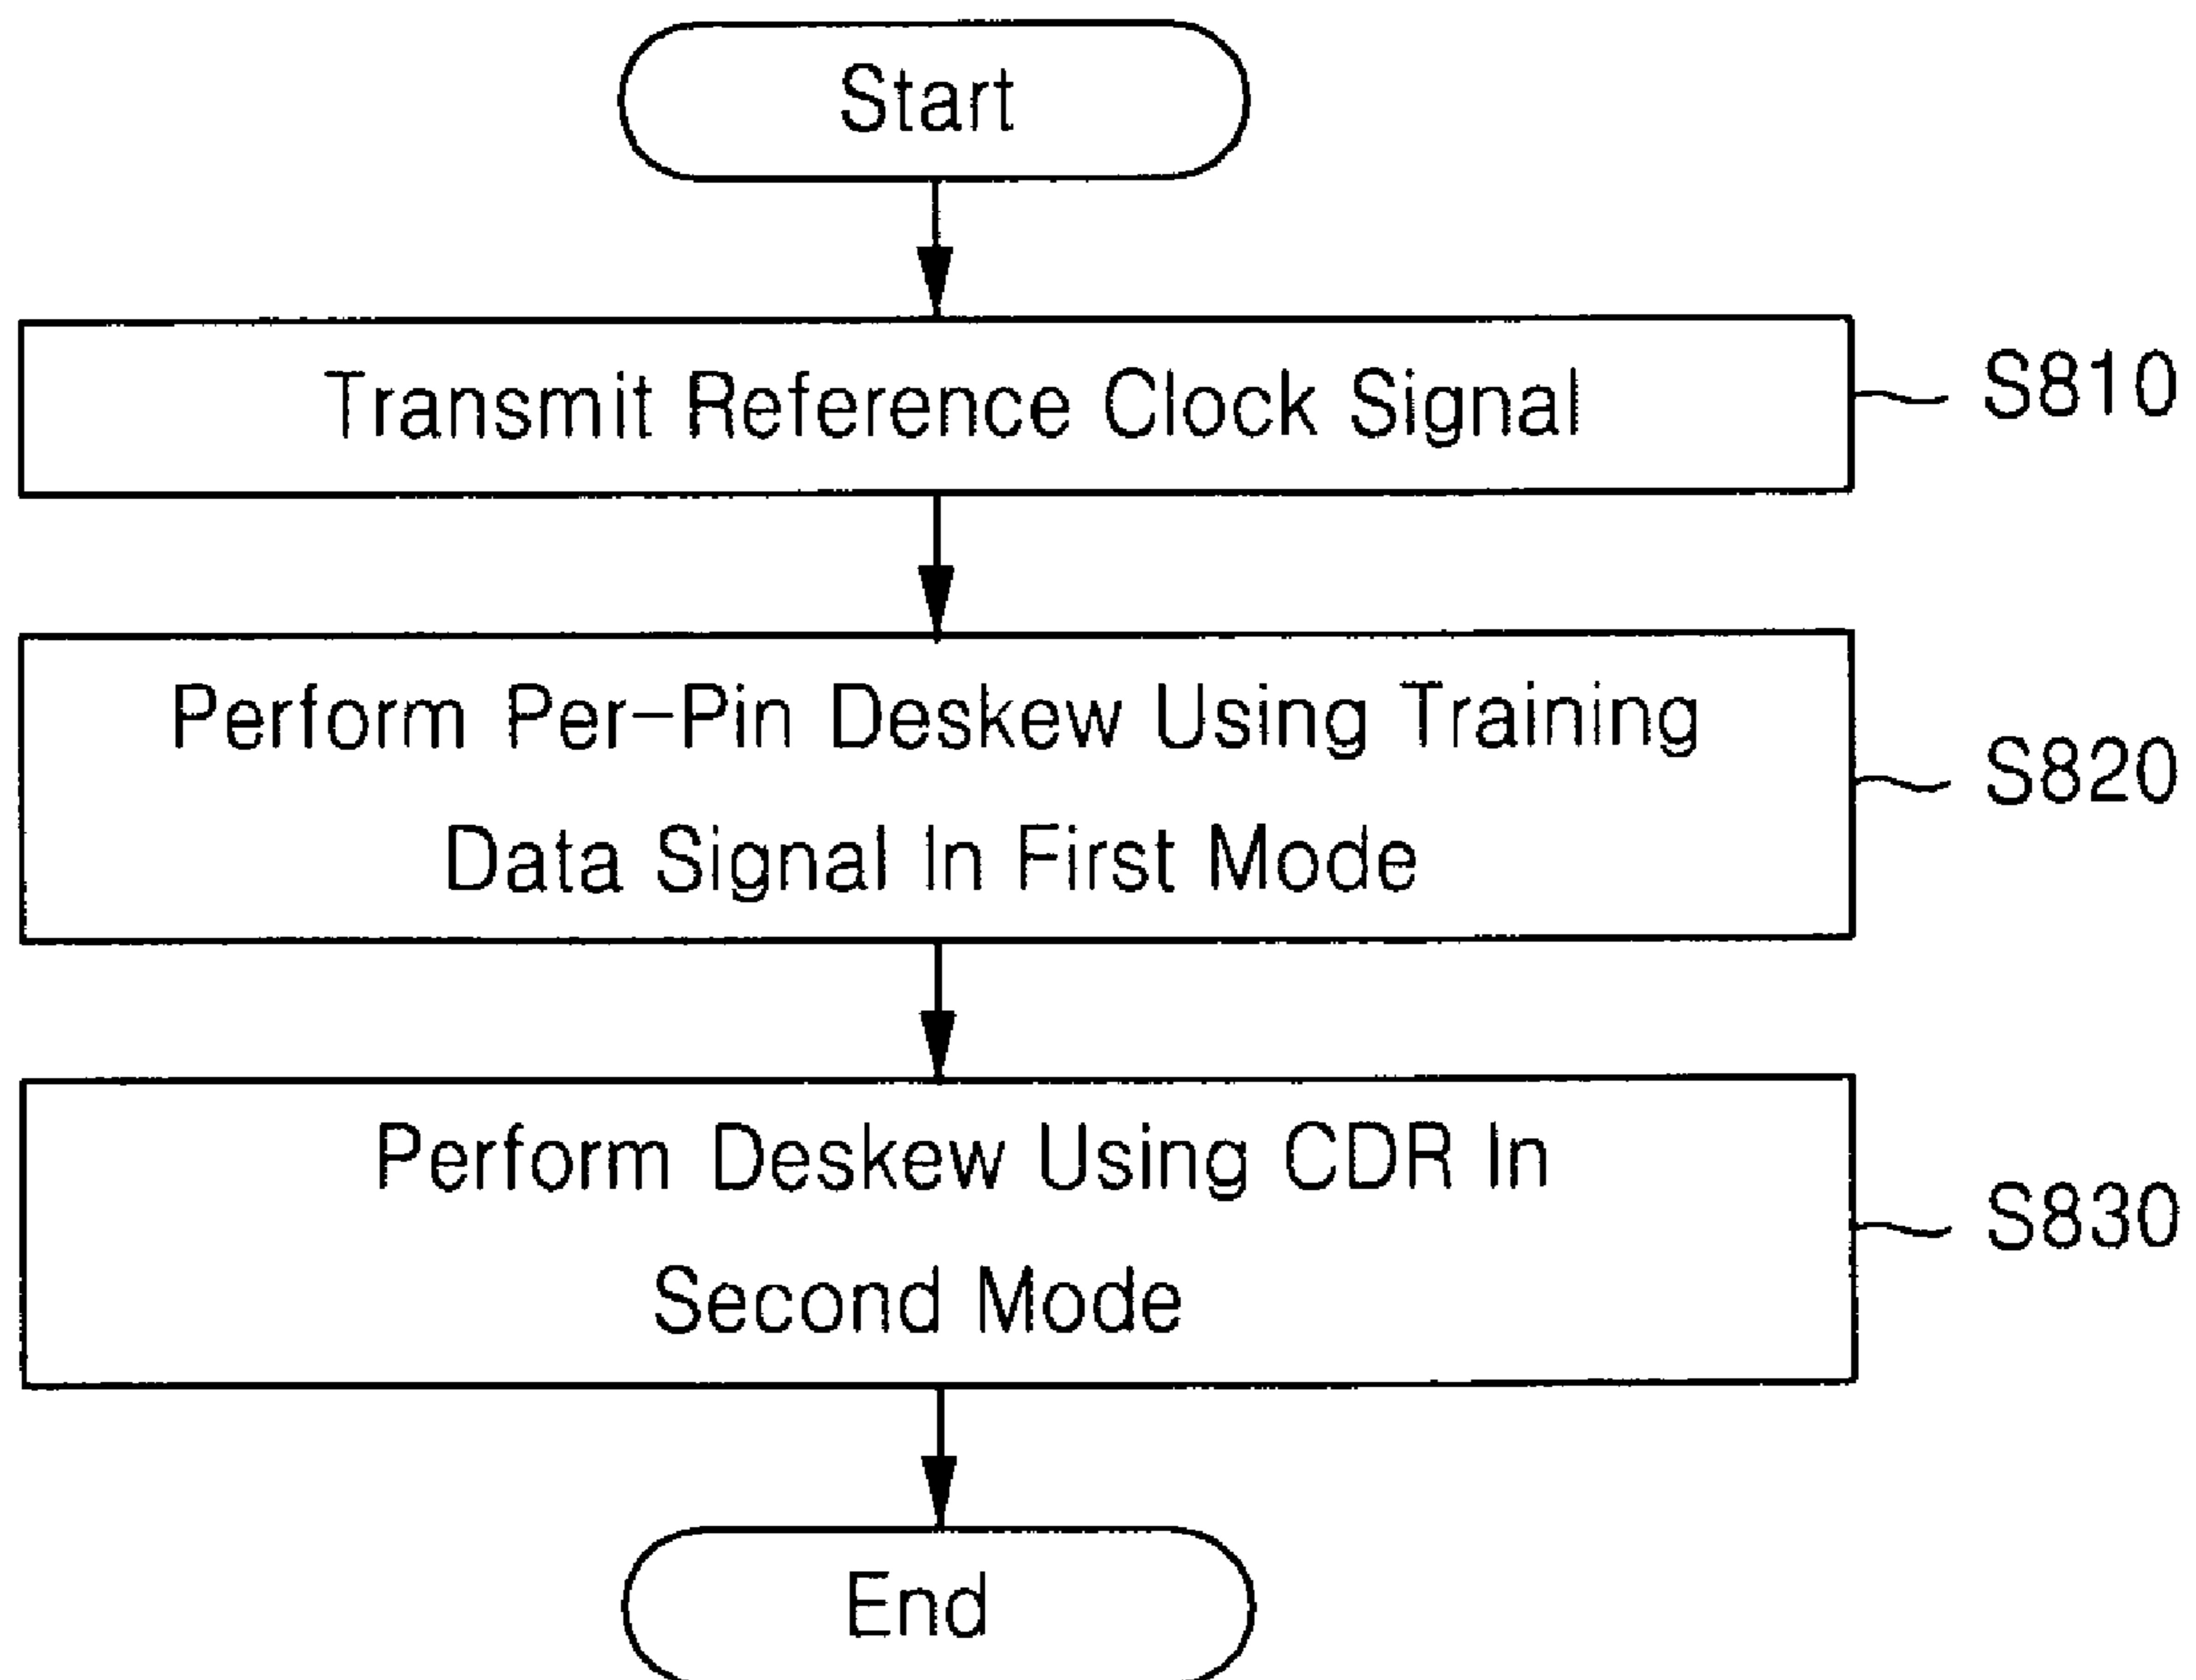 Start
Transmit Reference Clock Signal
S810
Perform Per-Pin Deskew Using Training
Data Signal In First Mode
S820
Perform Deskew Using CDR In
Second Mode
S830
End